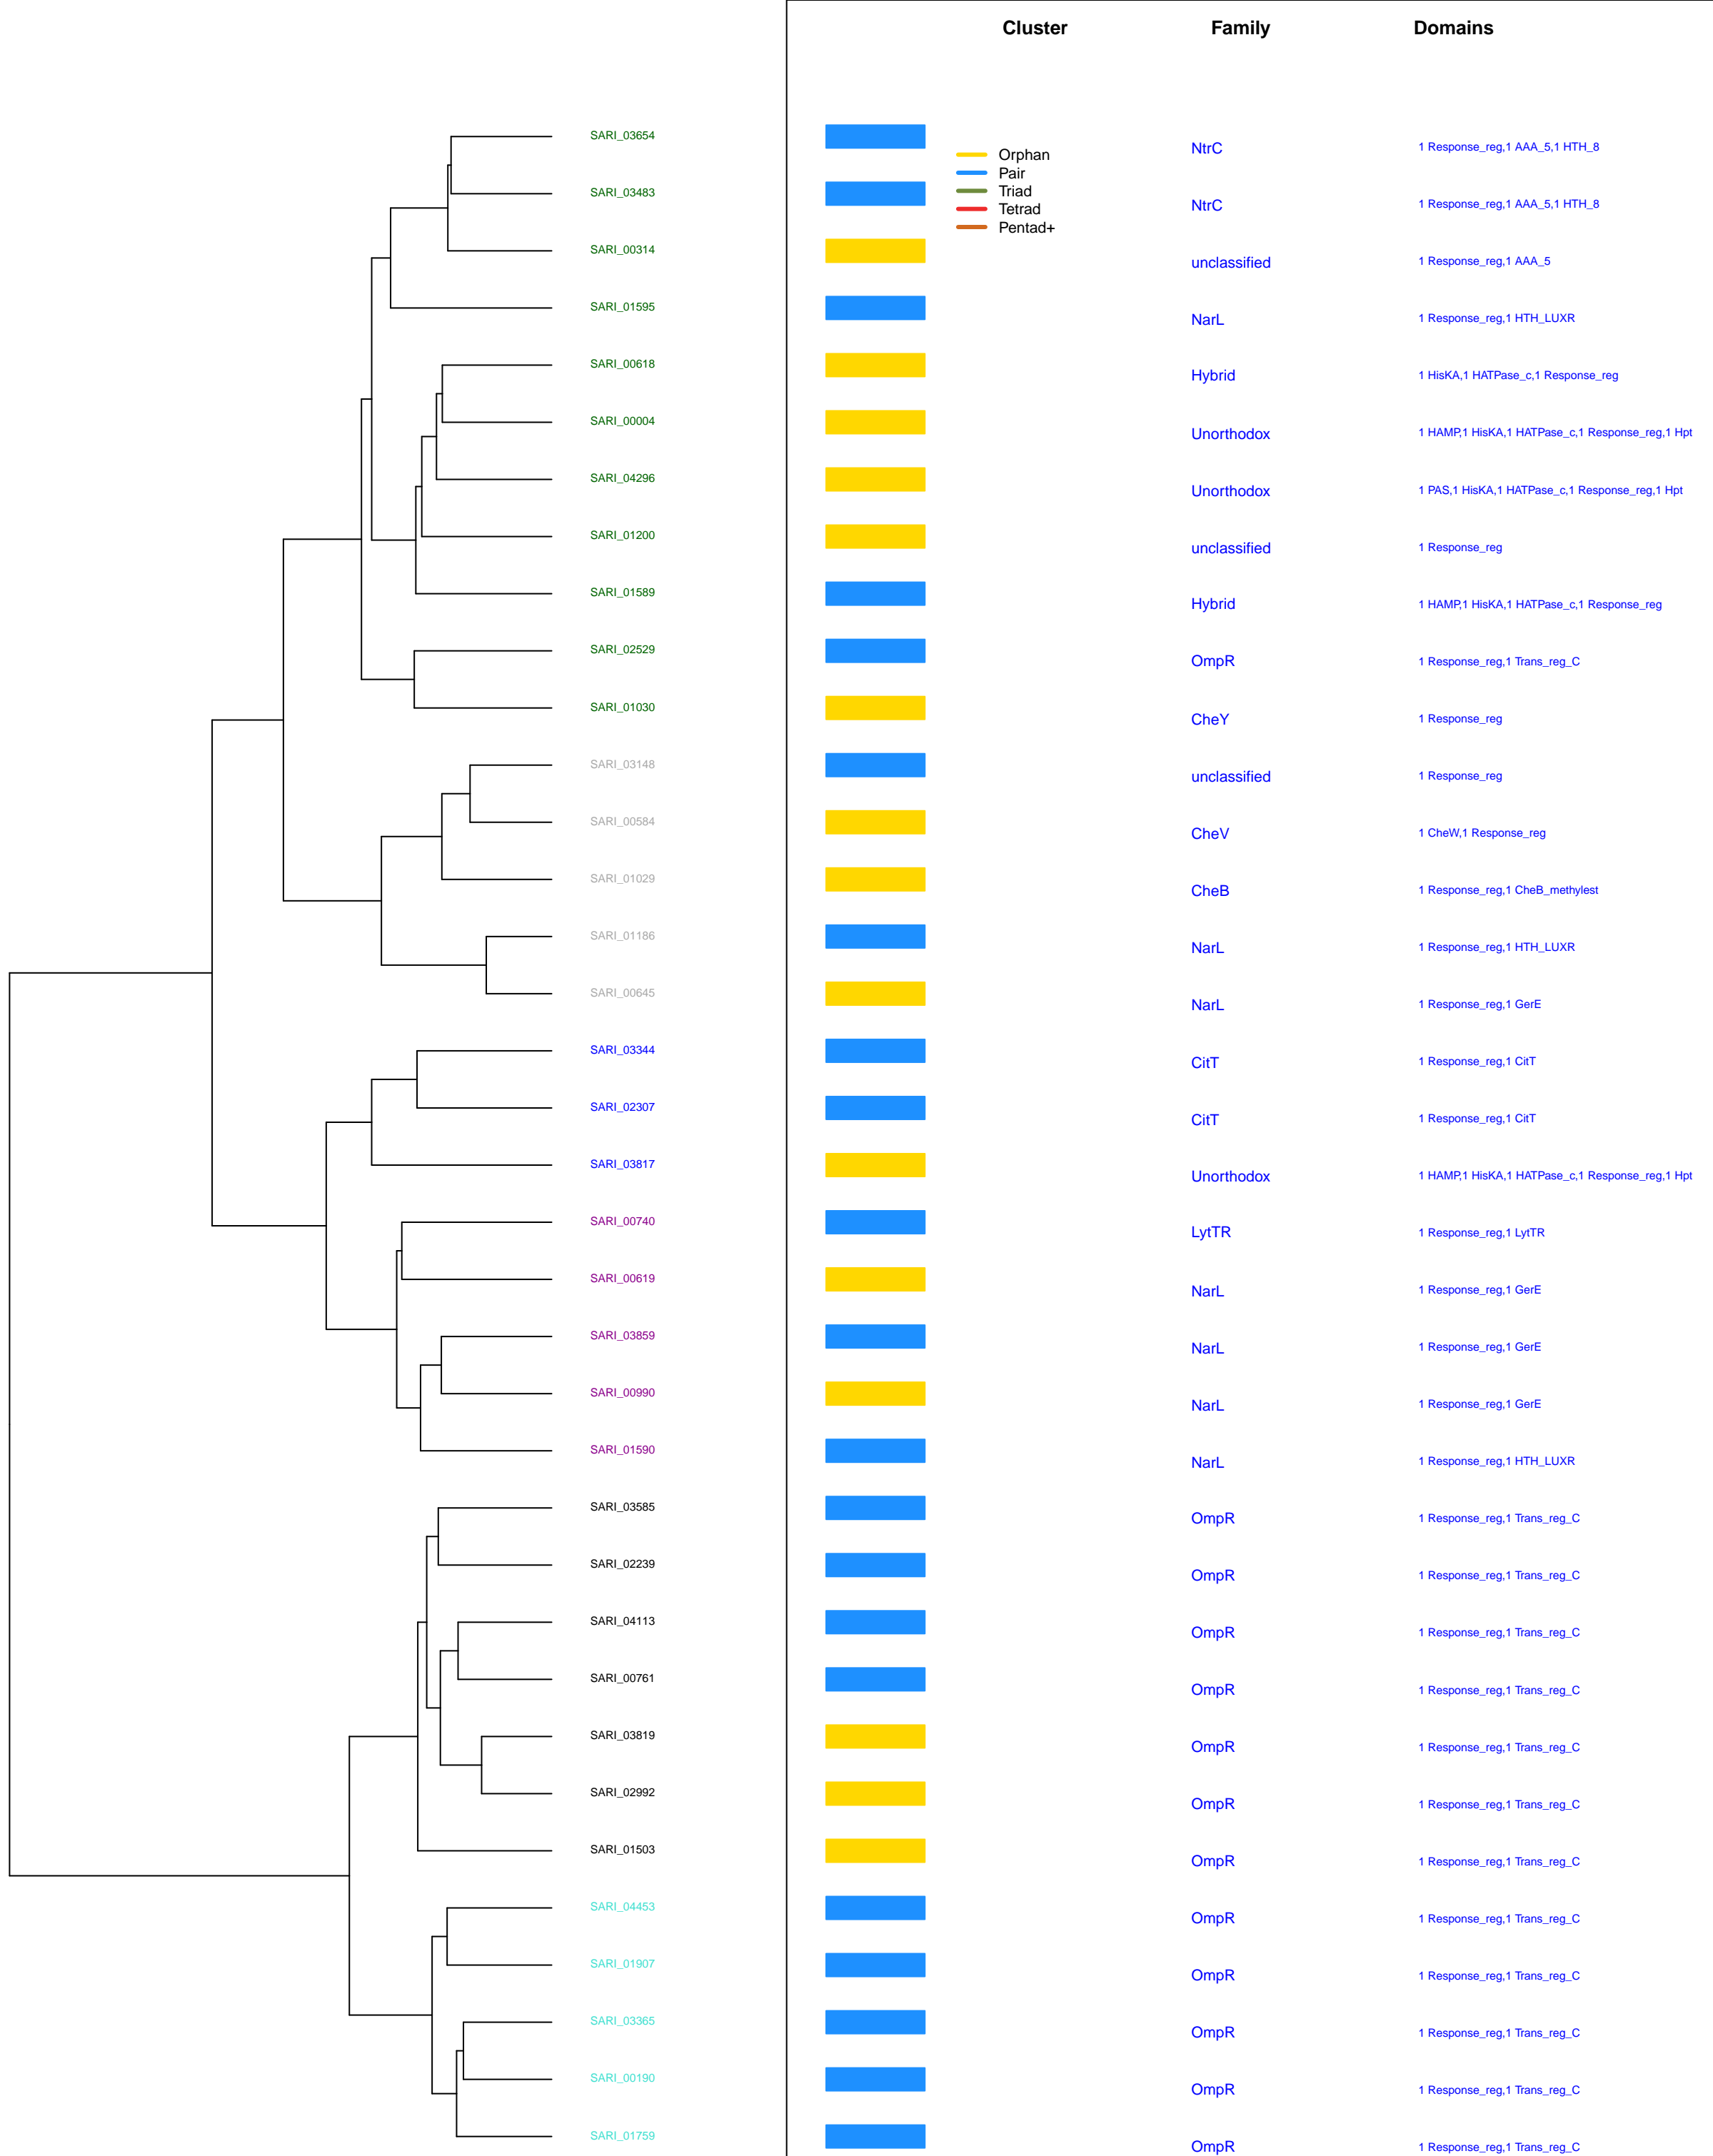 Cluster Family Domains
SARI_03654 NtrC 1 Response_reg,1 AAA_5,1 HTH_8
Orphan
Pair
Triad
Tetrad
Pentad+
SARI_03483 NtrC 1 Response_reg,1 AAA_5,1 HTH_8
SARI_00314 unclassified 1 Response_reg,1 AAA_5
SARI_01595 NarL 1 Response_reg,1 HTH_LUXR
SARI_00618 Hybrid 1 HisKA,1 HATPase_c,1 Response_reg
SARI_00004 Unorthodox 1 HAMP,1 HisKA,1 HATPase_c,1 Response_reg,1 Hpt
SARI_04296 Unorthodox 1 PAS,1 HisKA,1 HATPase_c,1 Response_reg,1 Hpt
SARI_01200 unclassified 1 Response_reg
SARI_01589 Hybrid 1 HAMP,1 HisKA,1 HATPase_c,1 Response_reg
SARI_02529 OmpR 1 Response_reg,1 Trans_reg_C
SARI_01030 CheY 1 Response_reg
SARI_03148 unclassified 1 Response_reg
SARI_00584 CheV 1 CheW,1 Response_reg
SARI_01029 CheB 1 Response_reg,1 CheB_methylest
SARI_01186 NarL 1 Response_reg,1 HTH_LUXR
SARI_00645 NarL 1 Response_reg,1 GerE
SARI_03344 CitT 1 Response_reg,1 CitT
SARI_02307 CitT 1 Response_reg,1 CitT
SARI_03817 Unorthodox 1 HAMP,1 HisKA,1 HATPase_c,1 Response_reg,1 Hpt
SARI_00740 LytTR 1 Response_reg,1 LytTR
SARI_00619 NarL 1 Response_reg,1 GerE
SARI_03859 NarL 1 Response_reg,1 GerE
SARI_00990 NarL 1 Response_reg,1 GerE
SARI_01590 NarL 1 Response_reg,1 HTH_LUXR
SARI_03585 OmpR 1 Response_reg,1 Trans_reg_C
SARI_02239 OmpR 1 Response_reg,1 Trans_reg_C
SARI_04113 OmpR 1 Response_reg,1 Trans_reg_C
SARI_00761 OmpR 1 Response_reg,1 Trans_reg_C
SARI_03819 OmpR 1 Response_reg,1 Trans_reg_C
SARI_02992 OmpR 1 Response_reg,1 Trans_reg_C
SARI_01503 OmpR 1 Response_reg,1 Trans_reg_C
SARI_04453 OmpR 1 Response_reg,1 Trans_reg_C
SARI_01907 OmpR 1 Response_reg,1 Trans_reg_C
SARI_03365 OmpR 1 Response_reg,1 Trans_reg_C
SARI_00190 OmpR 1 Response_reg,1 Trans_reg_C
SARI_01759 OmpR 1 Response_reg,1 Trans_reg_C